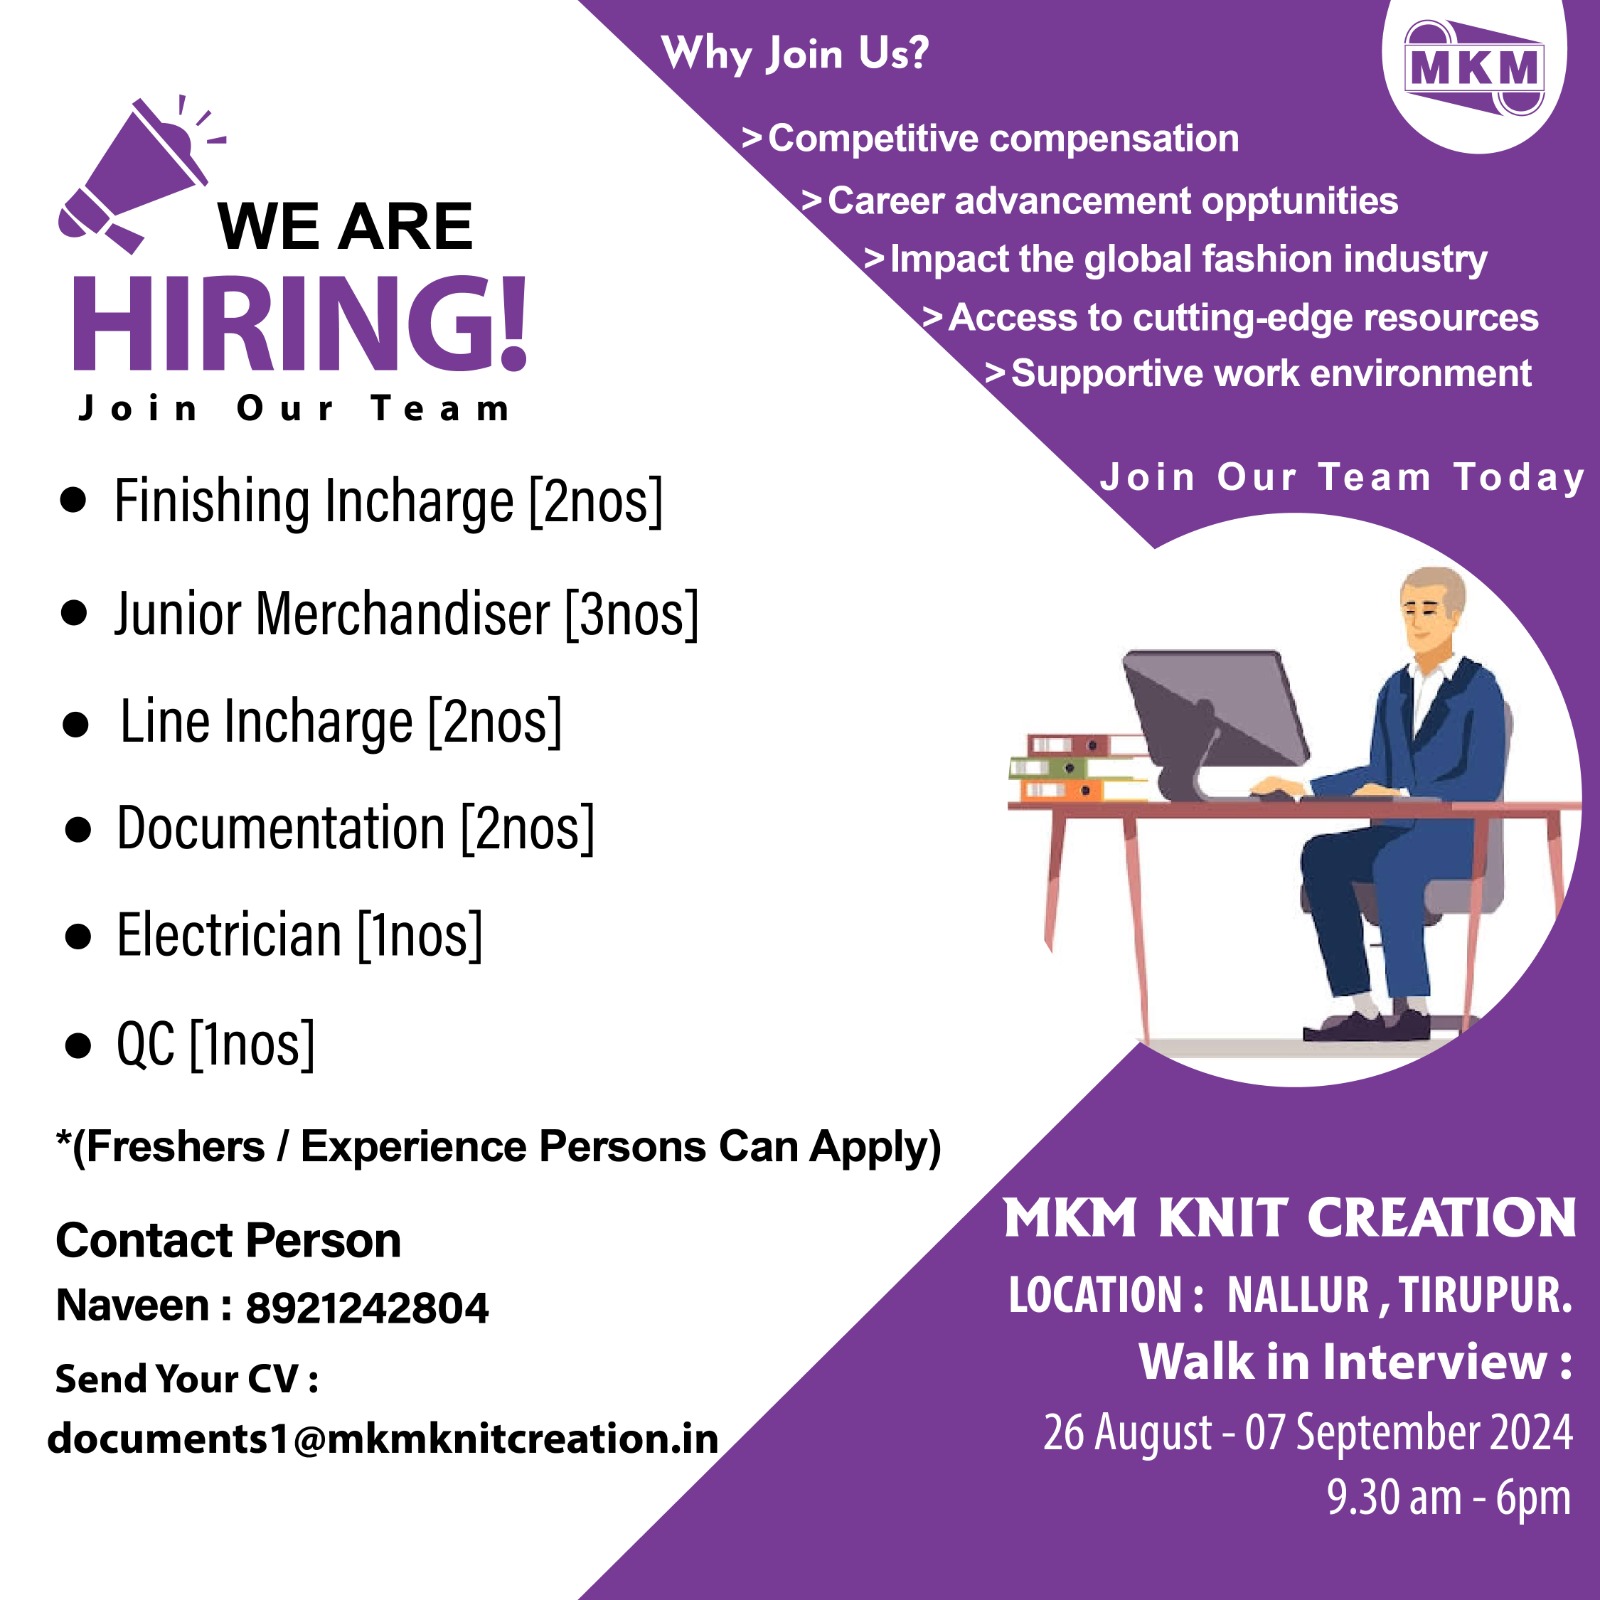 WE ARE
HIRING!
Join Our Team
• Finishing Incharge [2nos]
• Junior Merchandiser [3nos]
• Line Incharge [2nos]
• Documentation [2nos]
• Electrician [1nos]
• QC [1nos]
*(Freshers / Experience Persons Can Apply)
Contact Person
Naveen : 8921242804
Send Your CV :
documents1@mkmknitcreation.in
Why Join Us?
MKM
> Competitive compensation
> Career advancement opptunities
> Impact the global fashion industry
> Access to cutting-edge resources
> Supportive work environment
Join Our Team Today
MKM KNIT CREATION
LOCATION : NALLUR , TIRUPUR.
Walk in Interview :
26 August - 07 September 2024
9.30 am - 6pm